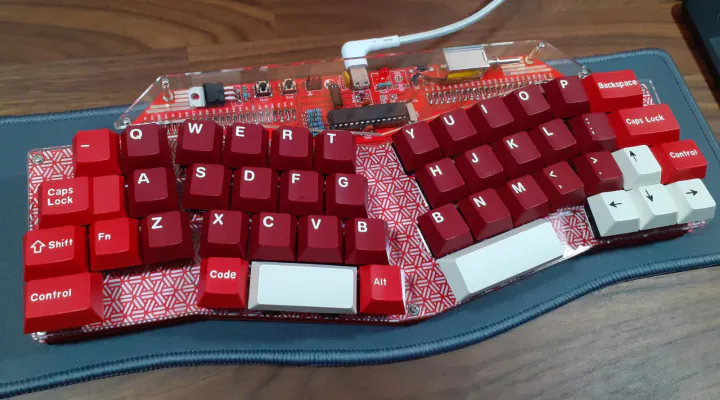 – Q W E R T Y U I O P Backspace
Caps Lock A S D F G H J K L : ; Caps Lock
⇧ Shift Fn Z X C V B B N M < , > . ↑ Control
Control Code Alt ← ↓ →